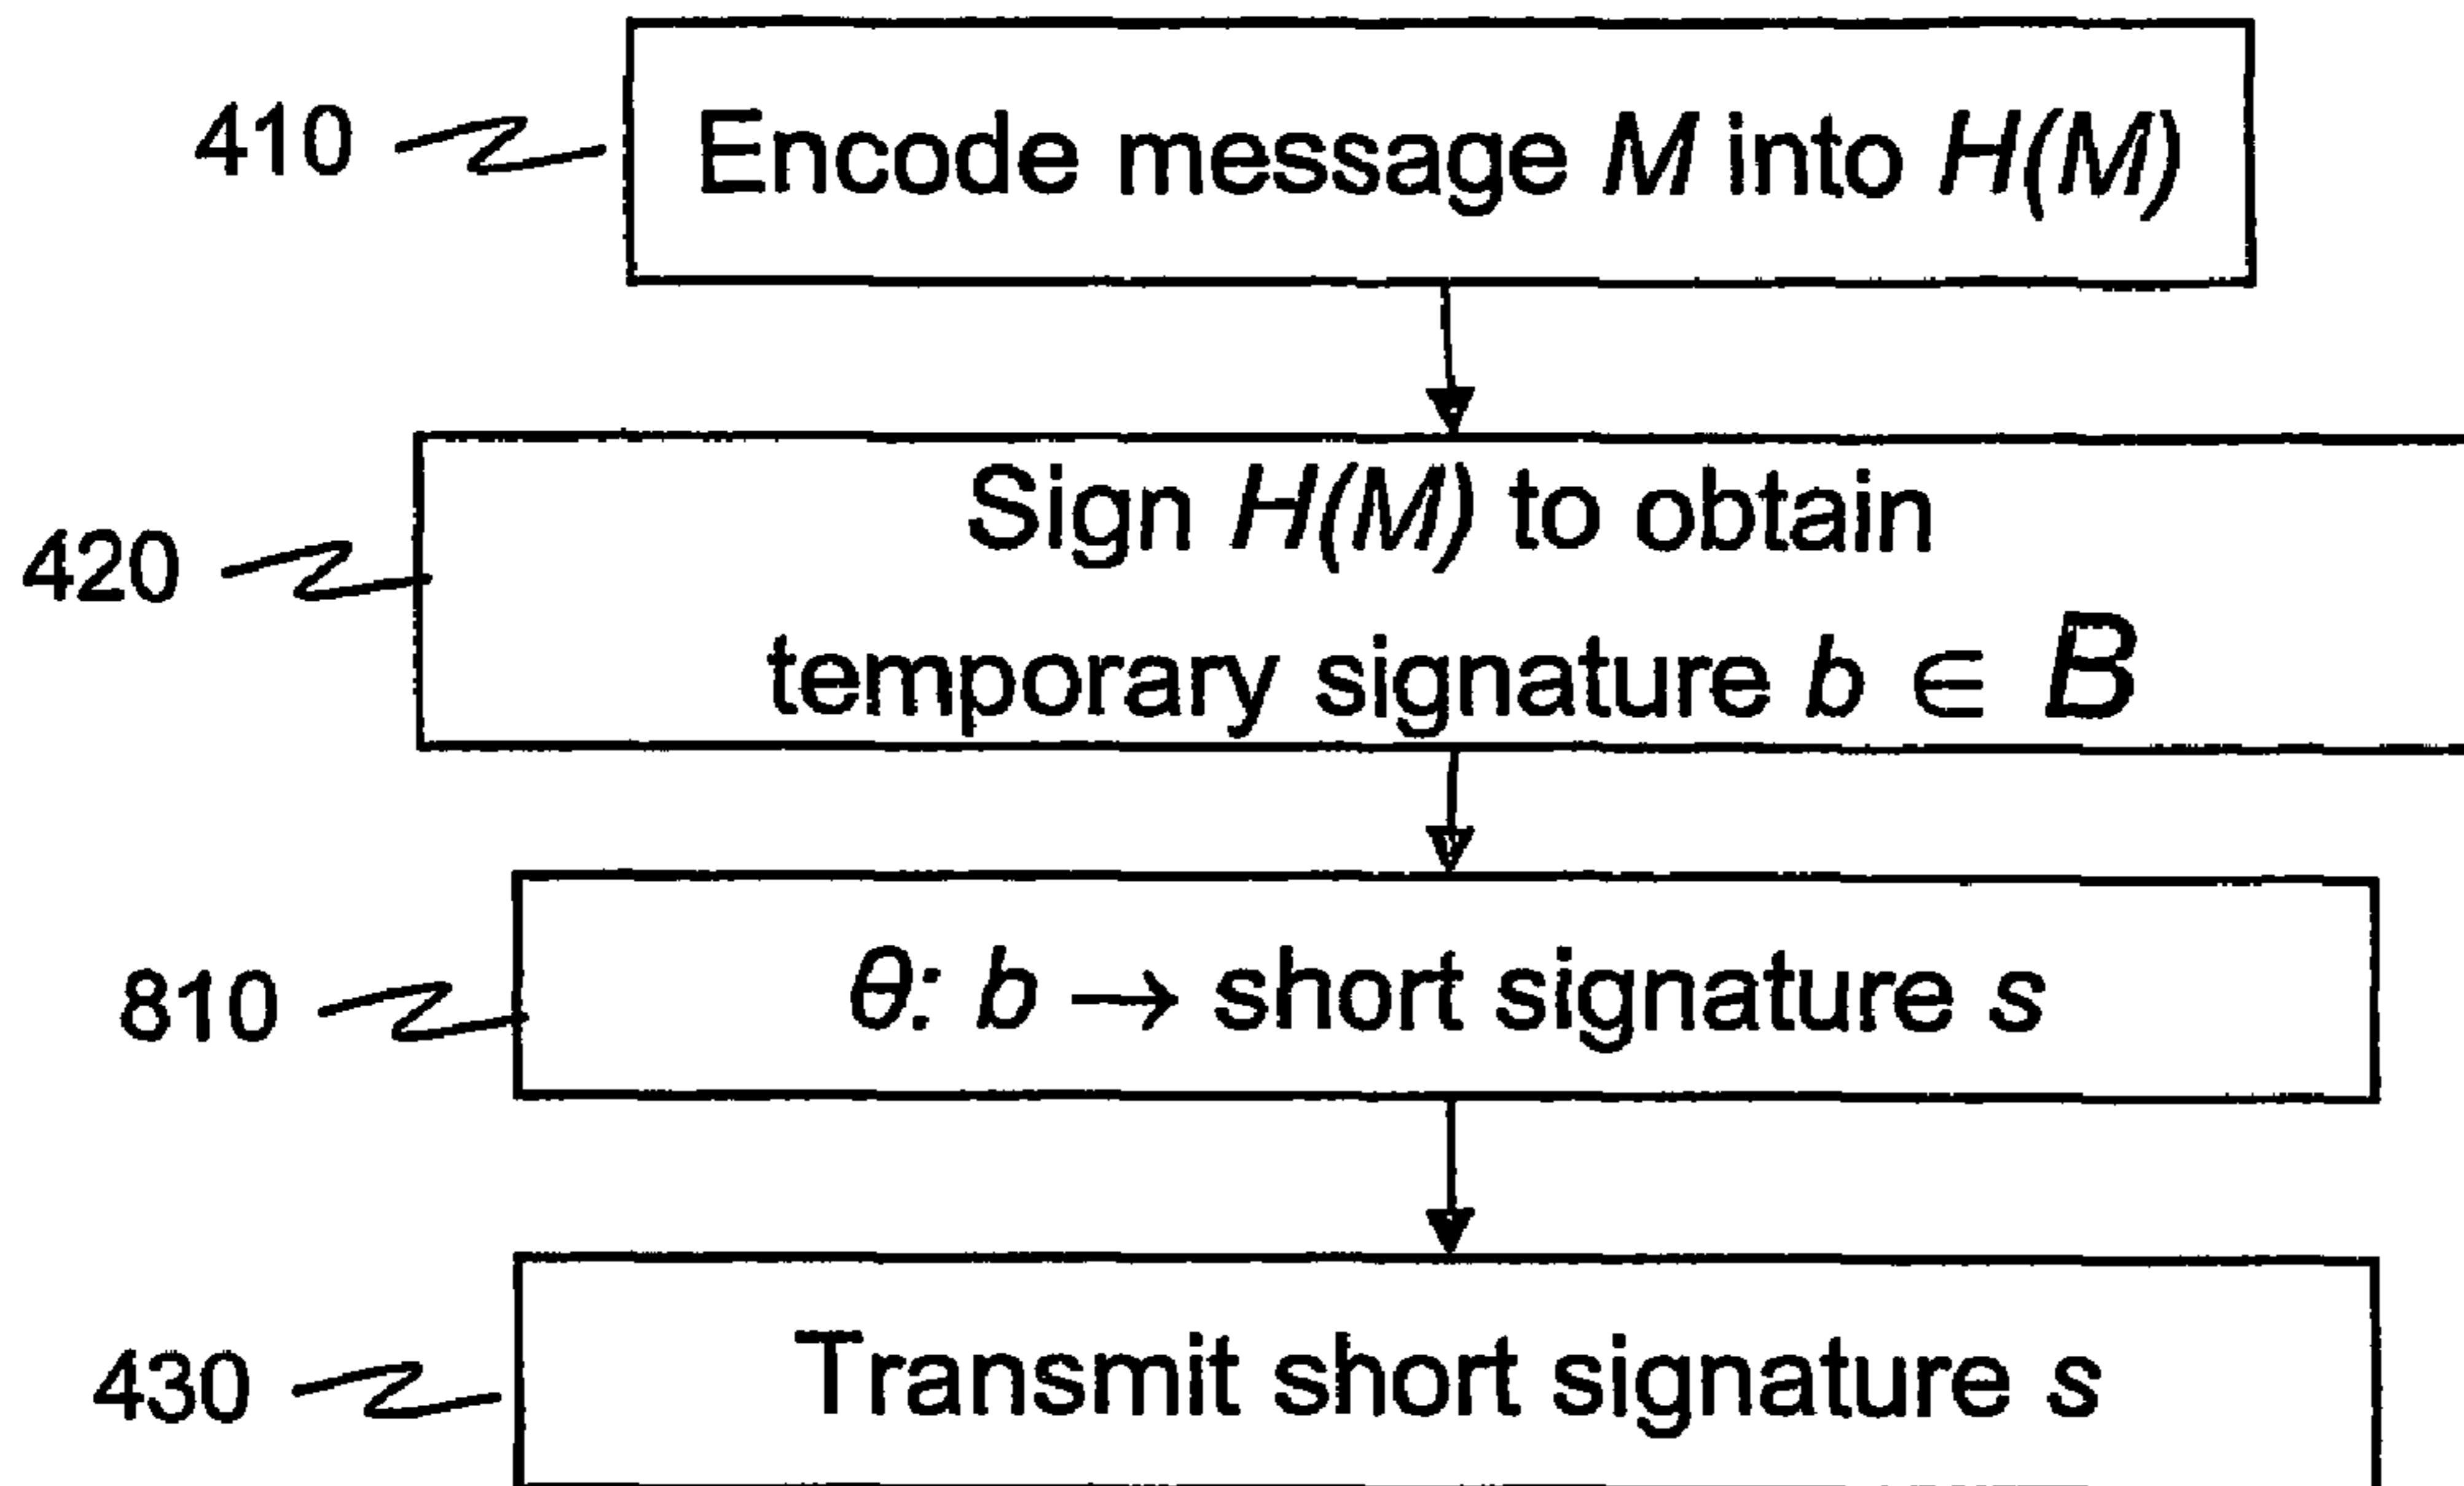 410
Encode message M into H(M)
420
Sign H(M) to obtain
temporary signature b ∈ B
810
θ: b → short signature s
430
Transmit short signature s